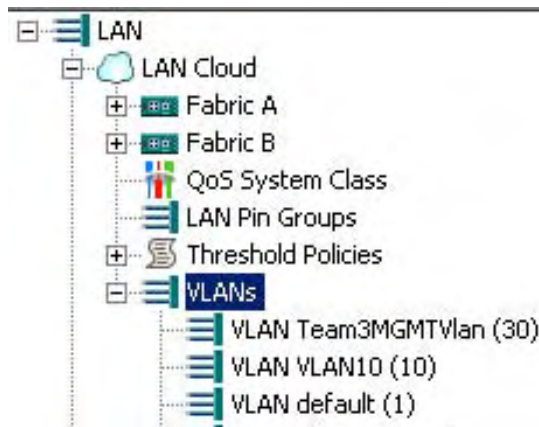 LAN
LAN Cloud
Fabric A
Fabric B
QoS System Class
LAN Pin Groups
Threshold Policies
VLANs
VLAN Team3MGMTVlan (30)
VLAN VLAN10 (10)
VLAN default (1)